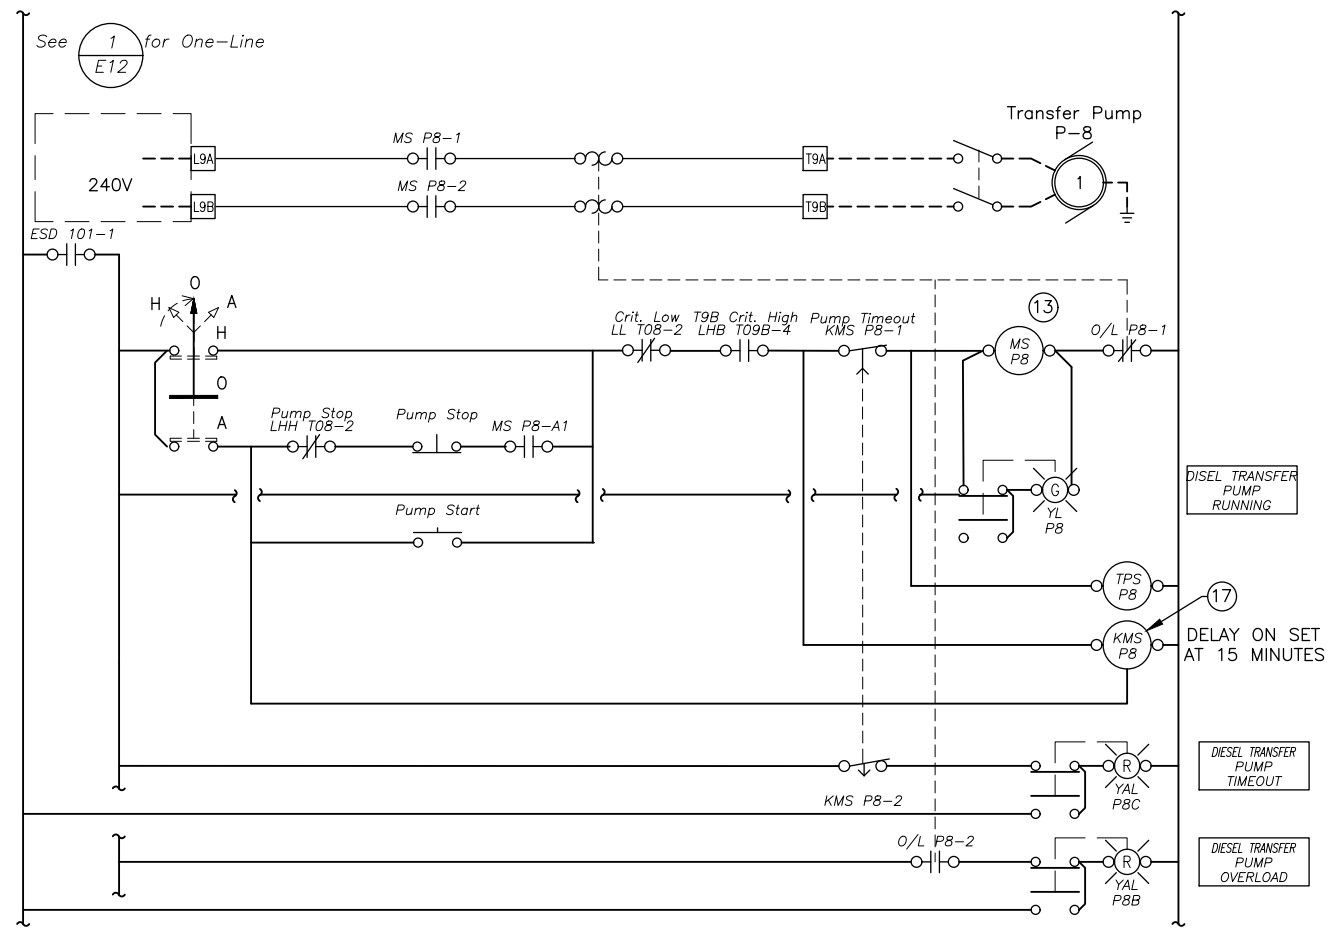 See 1 for One-Line
E12
Transfer Pump
P-8
MS P8-1
L9A
T9A
240V
1
MS P8-2
L9B
T9B
ESD 101-1
O
H
A
13
Crit. Low
LL T08-2
T9B Crit. High
LHB T09B-4
Pump Timeout
KMS P8-1
O/L P8-1
H
MS
P8
O
A
Pump Stop
LHH T08-2
Pump Stop
MS P8-A1
DISEL TRANSFER
PUMP
RUNNING
G
YL
P8
Pump Start
TPS
P8
17
KMS
P8
DELAY ON SET
AT 15 MINUTES
DIESEL TRANSFER
PUMP
TIMEOUT
R
YAL
P8C
KMS P8-2
O/L P8-2
DIESEL TRANSFER
PUMP
OVERLOAD
R
YAL
P8B